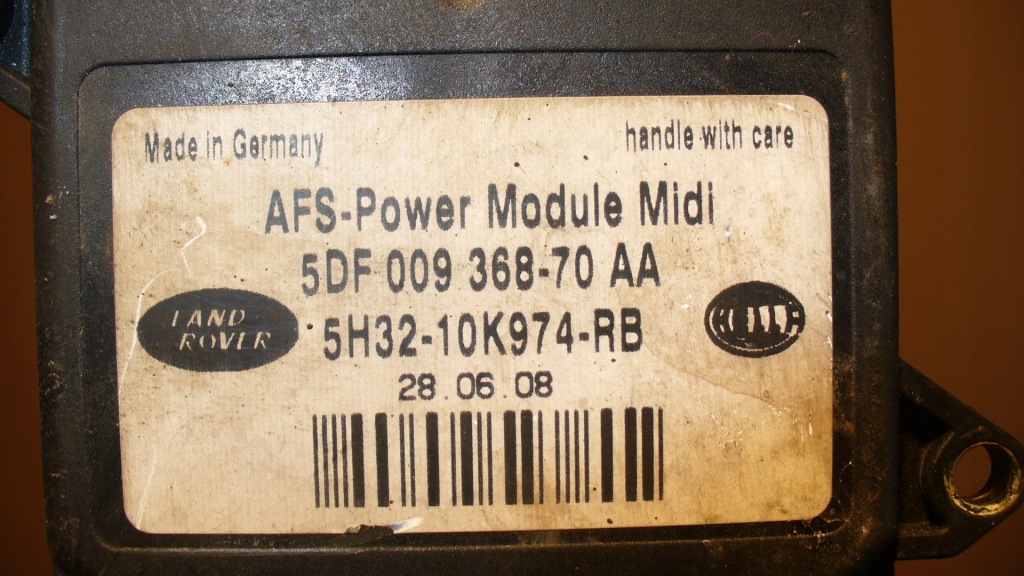 Made in Germany
handle with care
AFS-Power Module Midi
5DF 009 368-70 AA
LAND
ROVER
5H32-10K974-RB
HELLA
28.06.08